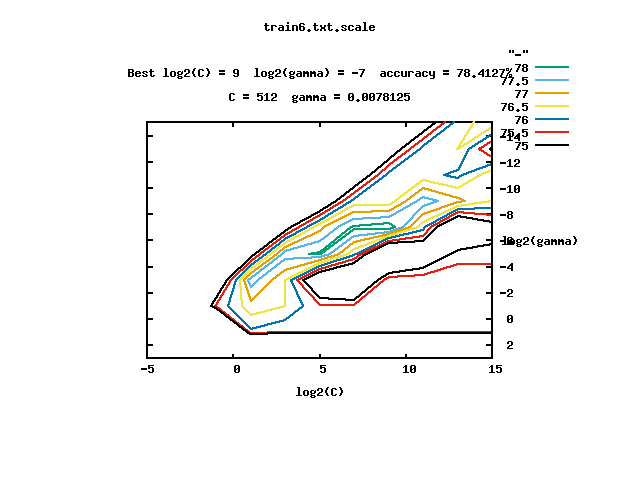 train6.txt.scale
"-"
Best log2(C) = 9  log2(gamma) = -7  accuracy = 78.4127%
78
77.5
C = 512  gamma = 0.0078125
77
76.5
76
75.5
-14
75
-12
-10
-8
-6
log2(gamma)
-4
-2
0
2
-5 0 5 10 15
log2(C)